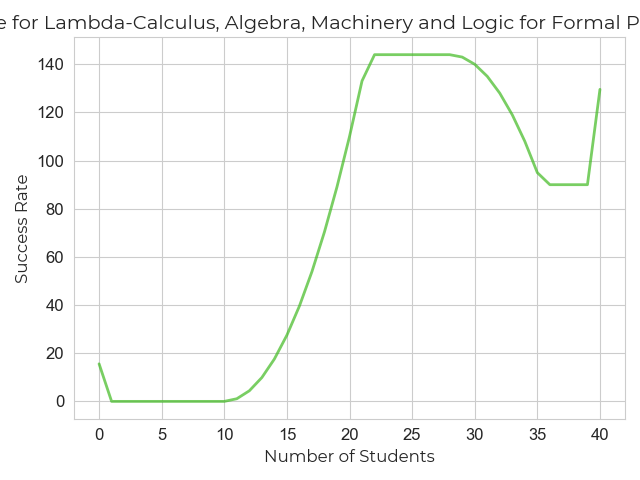 for Lambda-Calculus, Algebra, Machinery and Logic for Formal
140
120
100
80
60
40
20
0
Success Rate
0 5 10 15 20 25 30 35 40
Number of Students